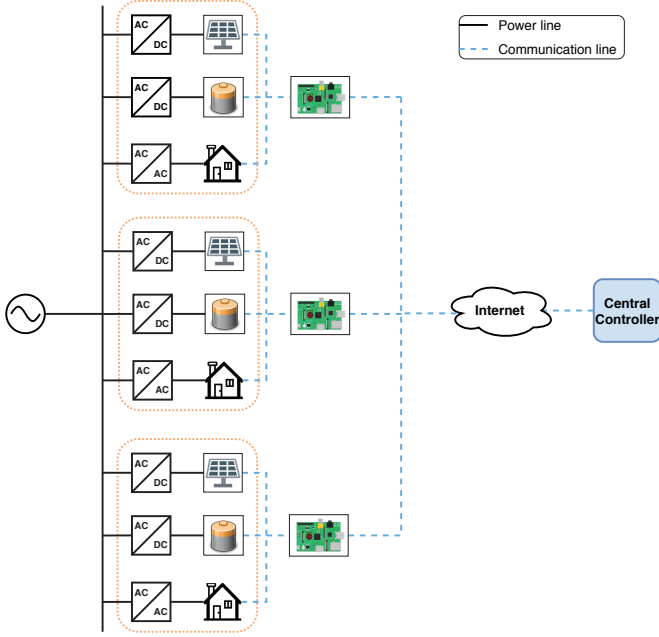 AC
DC
Power line
Communication line
AC
DC
AC
AC
AC
DC
AC
DC
Internet
Central
Controller
AC
AC
AC
DC
AC
DC
AC
AC